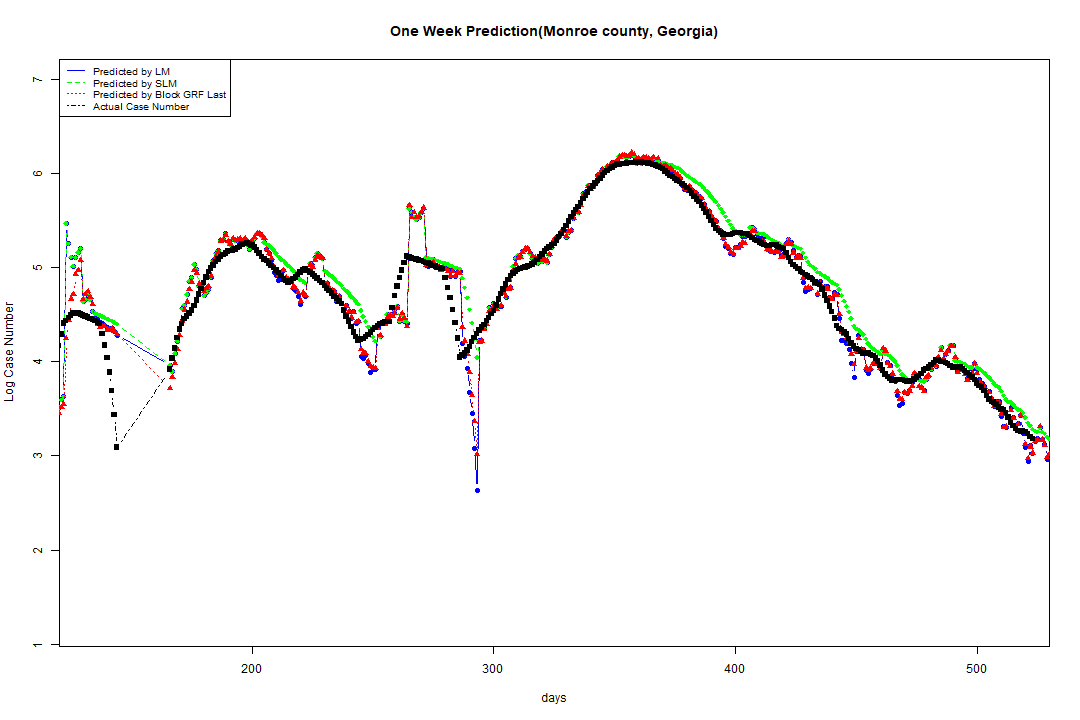 One Week Prediction(Monroe county, Georgia)
Predicted by LM
Predicted by SLM
Predicted by Block GRF Last
Actual Case Number
7
6
5
4
3
2
1
Log Case Number
200 300 400 500
days